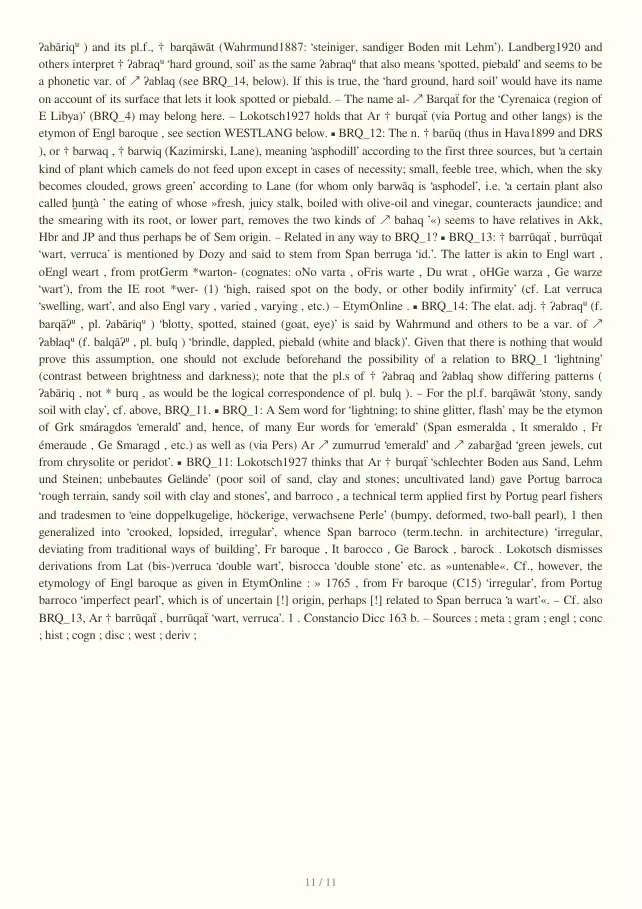 ʔabāriqᵘ ) and its pl.f., † barqāwāt (Wahrmund1887: ‘steiniger, sandiger Boden mit Lehm’). Landberg1920 and
others interpret † ʔabraqᵘ ‘hard ground, soil’ as the same ʔabraqᵘ that also means ‘spotted, piebald’ and seems to be
a phonetic var. of ↗ ʔablaq (see BRQ_14, below). If this is true, the ‘hard ground, hard soil’ would have its name
on account of its surface that lets it look spotted or piebald. – The name al- ↗ Barqaẗ for the ‘Cyrenaica (region of
E Libya)’ (BRQ_4) may belong here. – Lokotsch1927 holds that Ar † burqaẗ (via Portug and other langs) is the
etymon of Engl baroque , see section WESTLANG below. ▪ BRQ_12: The n. † barūq (thus in Hava1899 and DRS
), or † barwaq , † barwiq (Kazimirski, Lane), meaning ‘asphodill’ according to the first three sources, but ‘a certain
kind of plant which camels do not feed upon except in cases of necessity; small, feeble tree, which, when the sky
becomes clouded, grows green’ according to Lane (for whom only barwāq is ‘asphodel’, i.e. ‘a certain plant also
called ḫunṯà ’ the eating of whose »fresh, juicy stalk, boiled with olive-oil and vinegar, counteracts jaundice; and
the smearing with its root, or lower part, removes the two kinds of ↗ bahaq ’«) seems to have relatives in Akk,
Hbr and JP and thus perhaps be of Sem origin. – Related in any way to BRQ_1? ▪ BRQ_13: † barrūqaẗ , burrūqaẗ
‘wart, verruca’ is mentioned by Dozy and said to stem from Span berruga ‘id.’. The latter is akin to Engl wart ,
oEngl weart , from protGerm *warton- (cognates: oNo varta , oFris warte , Du wrat , oHGe warza , Ge warze
‘wart’), from the IE root *wer- (1) ‘high, raised spot on the body, or other bodily infirmity’ (cf. Lat verruca
‘swelling, wart’, and also Engl vary , varied , varying , etc.) – EtymOnline . ▪ BRQ_14: The elat. adj. † ʔabraqᵘ (f.
barqāʔᵘ , pl. ʔabāriqᵘ ) ‘blotty, spotted, stained (goat, eye)’ is said by Wahrmund and others to be a var. of ↗
ʔablaqᵘ (f. balqāʔᵘ , pl. bulq ) ‘brindle, dappled, piebald (white and black)’. Given that there is nothing that would
prove this assumption, one should not exclude beforehand the possibility of a relation to BRQ_1 ‘lightning’
(contrast between brightness and darkness); note that the pl.s of † ʔabraq and ʔablaq show differing patterns (
ʔabāriq , not * burq , as would be the logical correspondence of pl. bulq ). – For the pl.f. barqāwāt ‘stony, sandy
soil with clay’, cf. above, BRQ_11. ▪ BRQ_1: A Sem word for ‘lightning; to shine glitter, flash’ may be the etymon
of Grk smáragdos ‘emerald’ and, hence, of many Eur words for ‘emerald’ (Span esmeralda , It smeraldo , Fr
émeraude , Ge Smaragd , etc.) as well as (via Pers) Ar ↗ zumurrud ‘emerald’ and ↗ zabarǧad ‘green jewels, cut
from chrysolite or peridot’. ▪ BRQ_11: Lokotsch1927 thinks that Ar † burqaẗ ‘schlechter Boden aus Sand, Lehm
und Steinen; unbebautes Gelände’ (poor soil of sand, clay and stones; uncultivated land) gave Portug barroca
‘rough terrain, sandy soil with clay and stones’, and barroco , a technical term applied first by Portug pearl fishers
and tradesmen to ‘eine doppelkugelige, höckerige, verwachsene Perle’ (bumpy, deformed, two-ball pearl), 1 then
generalized into ‘crooked, lopsided, irregular’, whence Span barroco (term.techn. in architecture) ‘irregular,
deviating from traditional ways of building’, Fr baroque , It barocco , Ge Barock , barock . Lokotsch dismisses
derivations from Lat (bis-)verruca ‘double wart’, bisrocca ‘double stone’ etc. as »untenable«. Cf., however, the
etymology of Engl baroque as given in EtymOnline : » 1765 , from Fr baroque (C15) ‘irregular’, from Portug
barroco ‘imperfect pearl’, which is of uncertain [!] origin, perhaps [!] related to Span berruca ‘a wart’«. – Cf. also
BRQ_13, Ar † barrūqaẗ , burrūqaẗ ‘wart, verruca’. 1 . Constancio Dicc 163 b. – Sources ; meta ; gram ; engl ; conc
; hist ; cogn ; disc ; west ; deriv ;
11 / 11